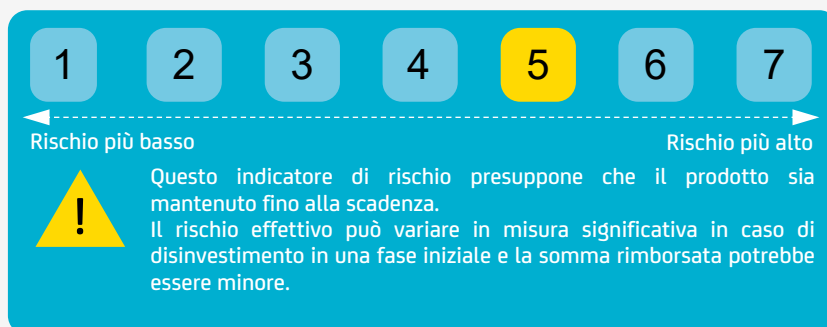 1 2 3 4 5 6 7
Rischio più basso Rischio più alto
!
Questo indicatore di rischio presuppone che il prodotto sia
mantenuto fino alla scadenza.
Il rischio effettivo può variare in misura significativa in caso di
disinvestimento in una fase iniziale e la somma rimborsata potrebbe
essere minore.